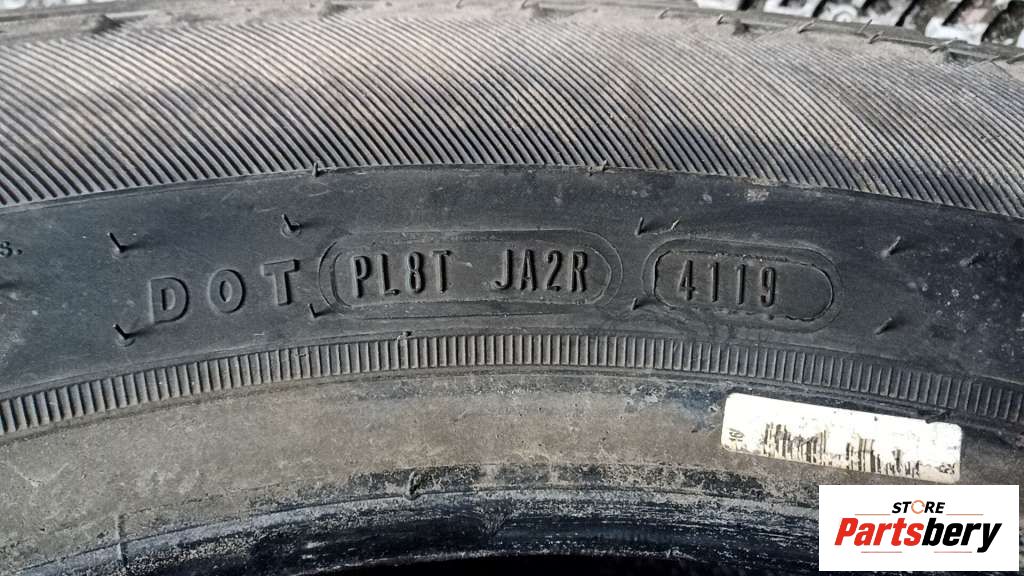 s.
DOT PL8T JA2R 4119
STORE
Partsbery